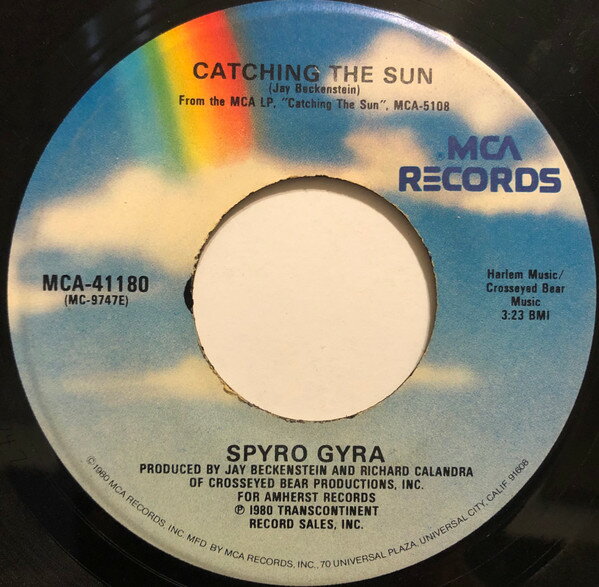 CATCHING THE SUN
(Jay Beckenstein)
From the MCA LP, "Catching The Sun", MCA-5108
MCA
RECORDS
MCA-41180
(MC-9747E)
Harlem Music/
Crosseyed Bear
Music
3:23 BMI
SPYRO GYRA
PRODUCED BY JAY BECKENSTEIN AND RICHARD CALANDRA
OF CROSSEYED BEAR PRODUCTIONS, INC.
FOR AMHERST RECORDS
℗ 1980 TRANSCONTINENT
RECORD SALES, INC.
© 1980 MCA RECORDS, INC. MFD BY MCA RECORDS, INC., 70 UNIVERSAL PLAZA, UNIVERSAL CITY, CALIF. 91608